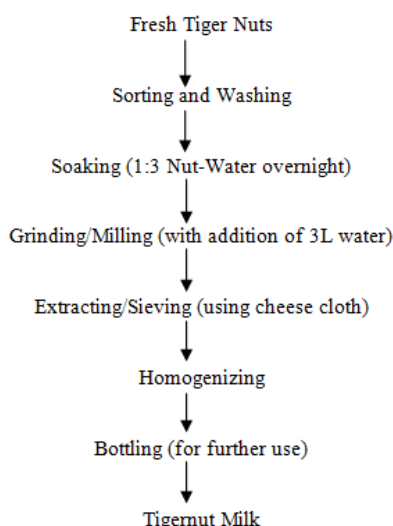 Fresh Tiger Nuts
Sorting and Washing
Soaking (1:3 Nut-Water overnight)
Grinding/Milling (with addition of 3L water)
Extracting/Sieving (using cheese cloth)
Homogenizing
Bottling (for further use)
Tigernut Milk